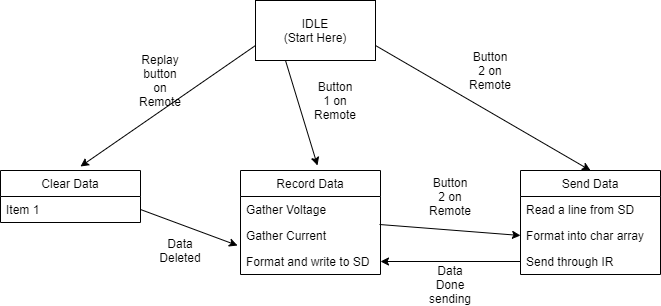 IDLE
(Start Here)
Replay
button
on
Remote
Button
1 on
Remote
Button
2 on
Remote
Clear Data
Item 1
Data
Deleted
Record Data
Gather Voltage
Gather Current
Format and write to SD
Button
2 on
Remote
Data
Done
sending
Send Data
Read a line from SD
Format into char array
Send through IR